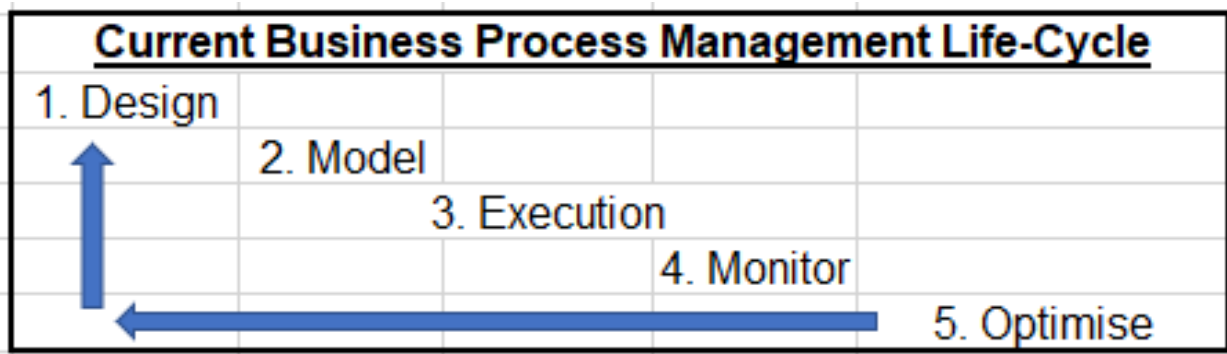 Current Business Process Management Life-Cycle
1. Design
2. Model
3. Execution
4. Monitor
5. Optimise